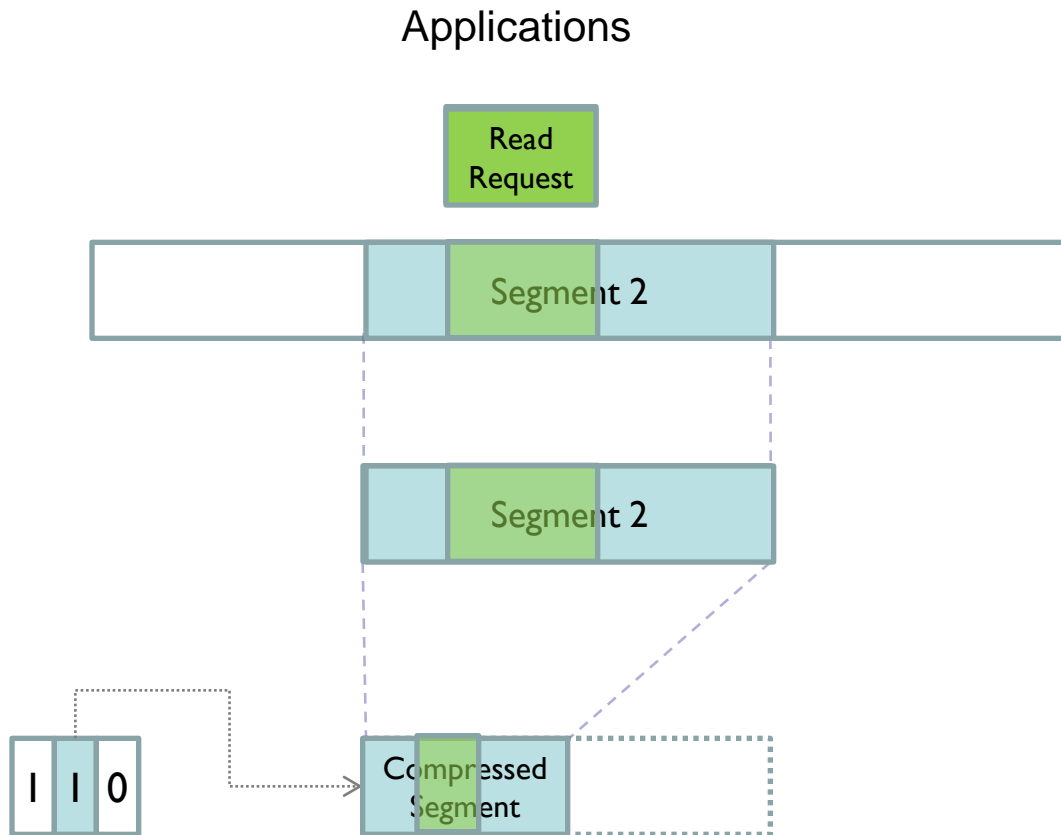 Applications
Read
Request
Segment 2
Segment 2
1 1 0
Compressed
Segment